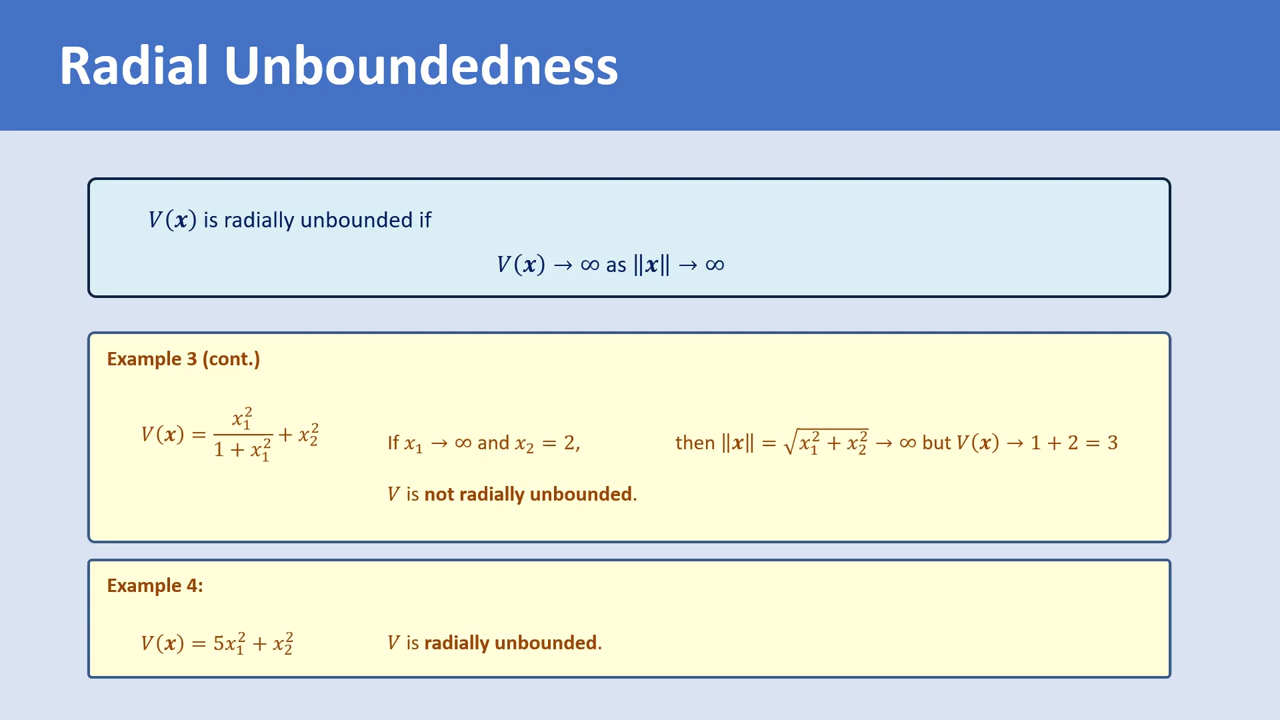 Radial Unboundedness
V(x) is radially unbounded if
V(x) → ∞ as ‖x‖ → ∞
Example 3 (cont.)
V(x) = x₁²/(1 + x₁²) + x₂²
If x₁ → ∞ and x₂ = 2, then ‖x‖ = √(x₁² + x₂²) → ∞ but V(x) → 1 + 2 = 3
V is not radially unbounded.
Example 4:
V(x) = 5x₁² + x₂² V is radially unbounded.